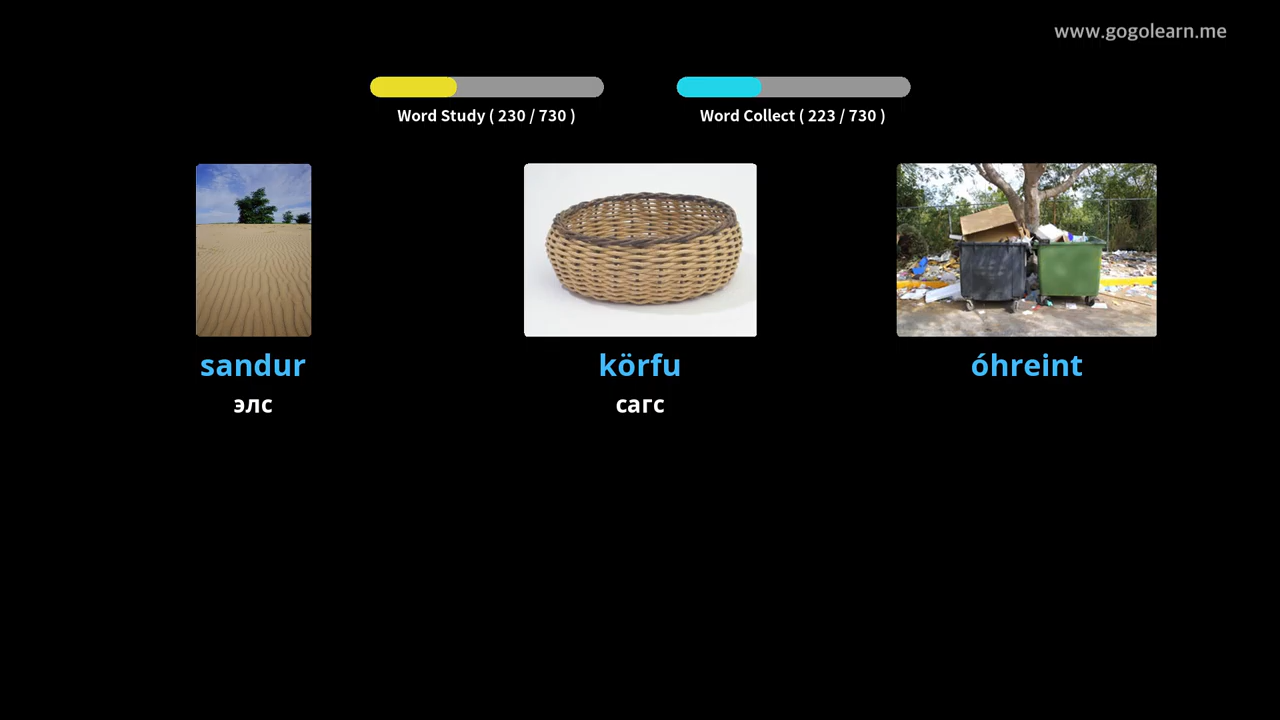 www.gogolearn.me
Word Study ( 230 / 730 )
Word Collect ( 223 / 730 )
sandur
körfu
óhreint
элс
сагс